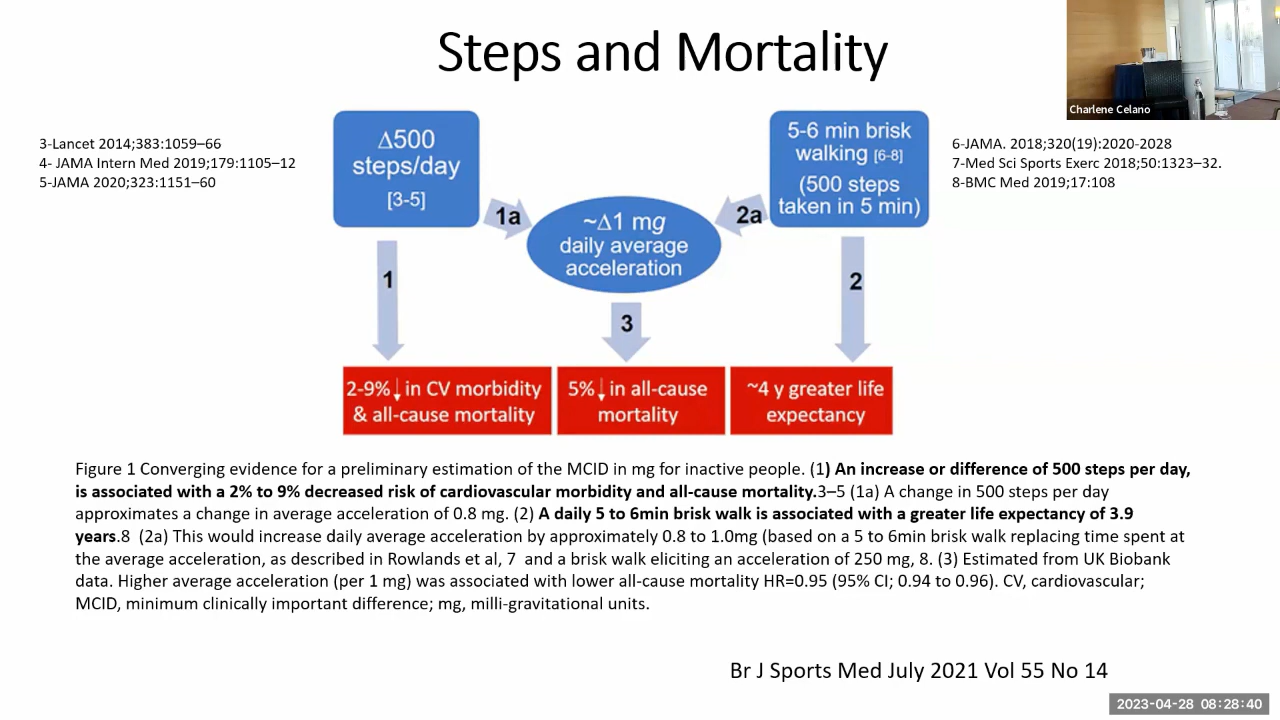 Steps and Mortality
Charlene Celano
3-Lancet 2014;383:1059–66
4- JAMA Intern Med 2019;179:1105–12
5-JAMA 2020;323:1151–60
Δ500
steps/day
[3-5]
5-6 min brisk
walking [6-8]
(500 steps
taken in 5 min)
6-JAMA. 2018;320(19):2020-2028
7-Med Sci Sports Exerc 2018;50:1323–32.
8-BMC Med 2019;17:108
1a
2a
~Δ1 mg
daily average
acceleration
1
3
2
2-9%↓in CV morbidity
& all-cause mortality
5%↓in all-cause
mortality
~4 y greater life
expectancy
Figure 1 Converging evidence for a preliminary estimation of the MCID in mg for inactive people. (1) An increase or difference of 500 steps per day,
is associated with a 2% to 9% decreased risk of cardiovascular morbidity and all-cause mortality.3–5 (1a) A change in 500 steps per day
approximates a change in average acceleration of 0.8 mg. (2) A daily 5 to 6min brisk walk is associated with a greater life expectancy of 3.9
years.8 (2a) This would increase daily average acceleration by approximately 0.8 to 1.0mg (based on a 5 to 6min brisk walk replacing time spent at
the average acceleration, as described in Rowlands et al, 7 and a brisk walk eliciting an acceleration of 250 mg, 8. (3) Estimated from UK Biobank
data. Higher average acceleration (per 1 mg) was associated with lower all-cause mortality HR=0.95 (95% CI; 0.94 to 0.96). CV, cardiovascular;
MCID, minimum clinically important difference; mg, milli-gravitational units.
Br J Sports Med July 2021 Vol 55 No 14
2023-04-28 08:28:40